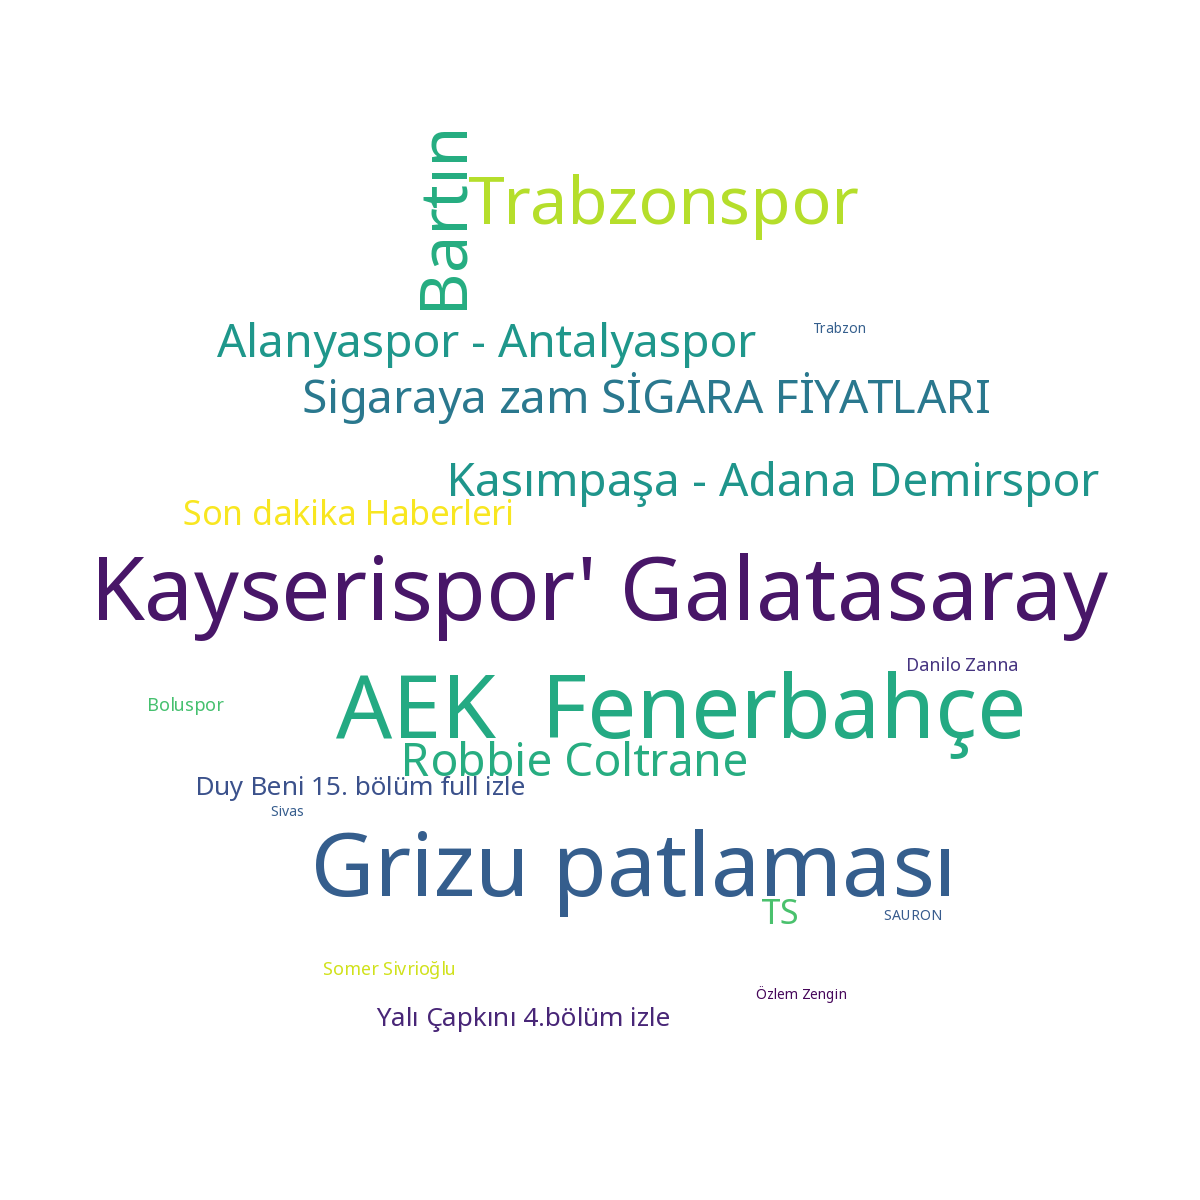 Bartın
Trabzonspor
Alanyaspor - Antalyaspor
Trabzon
Sigaraya zam SİGARA FİYATLARI
Kasımpaşa - Adana Demirspor
Son dakika Haberleri
Kayserispor' Galatasaray
Danilo Zanna
AEK  Fenerbahçe
Boluspor
Robbie Coltrane
Duy Beni 15. bölüm full izle
Sivas
Grizu patlaması
TS
SAURON
Somer Sivrioğlu
Özlem Zengin
Yalı Çapkını 4.bölüm izle